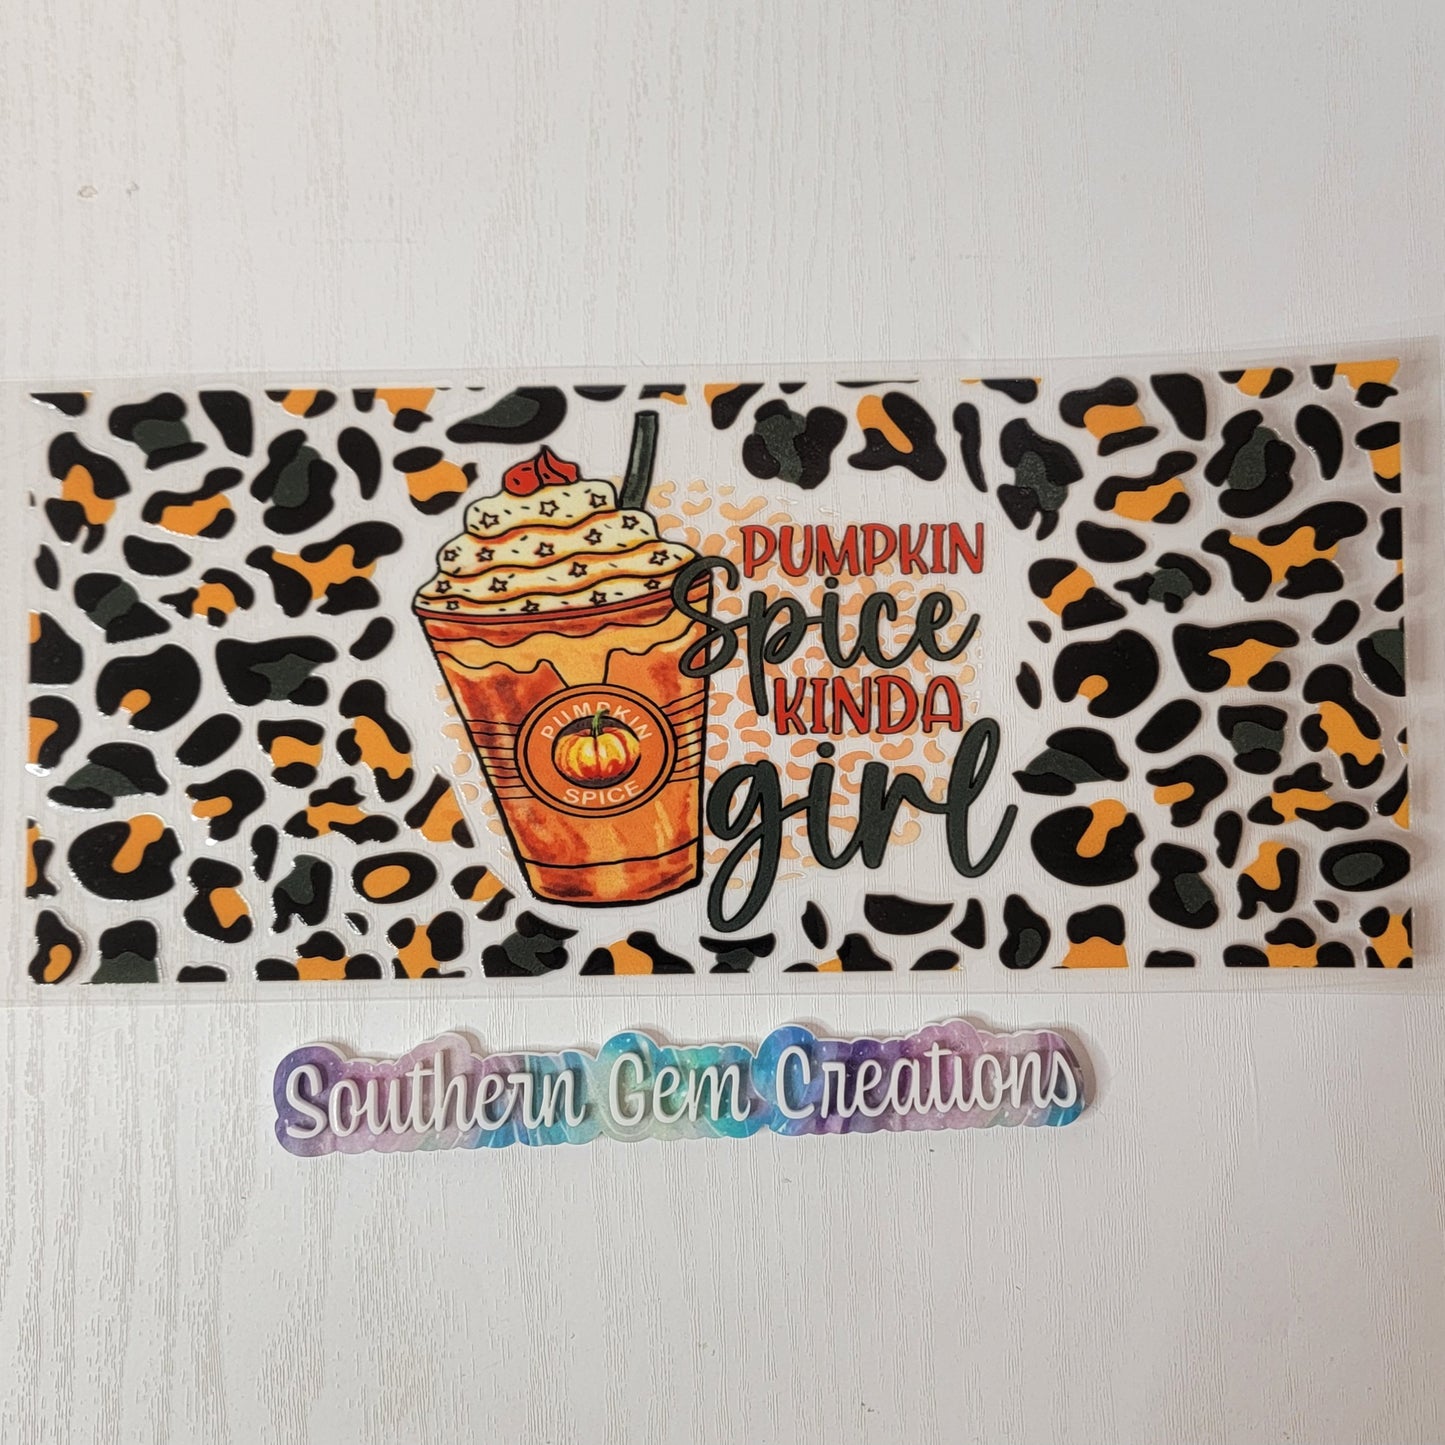 PUMPKIN
Spice
KINDA
girl
PUMPKIN
SPICE
Southern Gem Creations